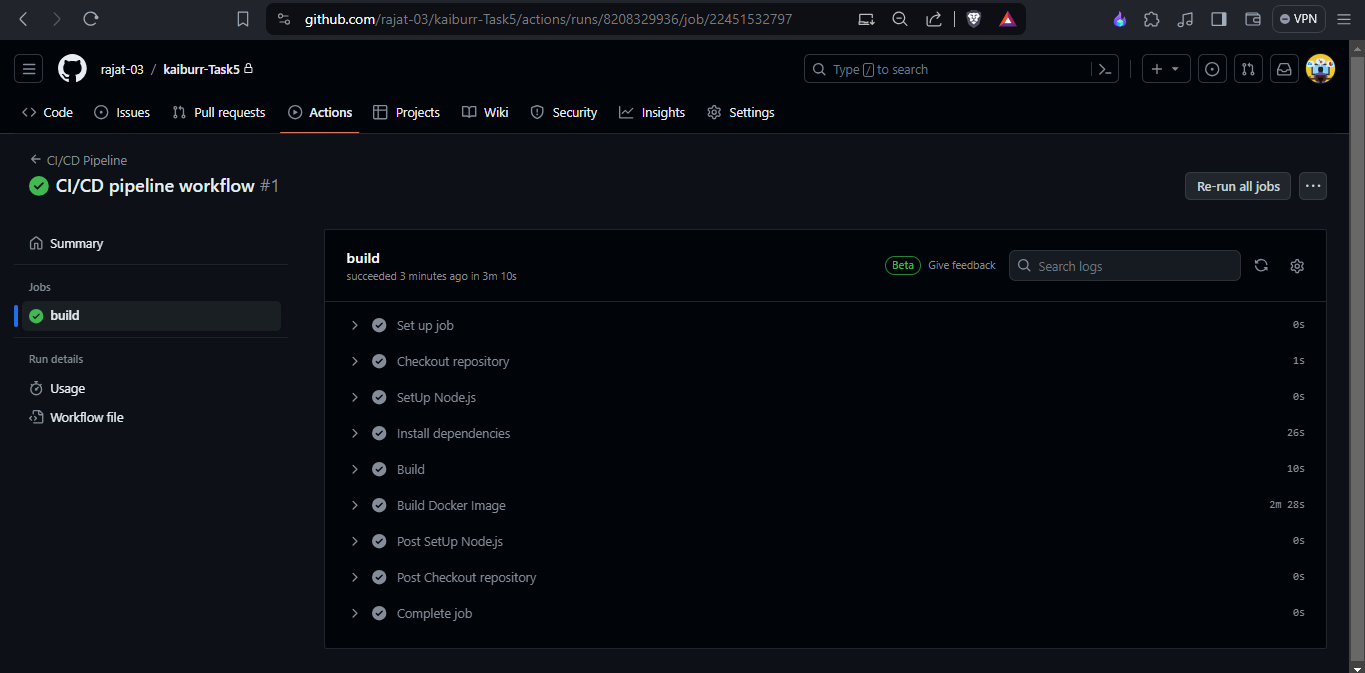 github.com/rajat-03/kaiburr-Task5/actions/runs/8208329936/job/22451532797
VPN
rajat-03 / kaiburr-Task5
Type / to search
Code
Issues
Pull requests
Actions
Projects
Wiki
Security
Insights
Settings
CI/CD Pipeline
CI/CD pipeline workflow #1
Re-run all jobs
Summary
Jobs
build
Run details
Usage
Workflow file
build
succeeded 3 minutes ago in 3m 10s
Beta
Give feedback
Search logs
Set up job 0s
Checkout repository 1s
SetUp Node.js 0s
Install dependencies 26s
Build 10s
Build Docker Image 2m 28s
Post SetUp Node.js 0s
Post Checkout repository 0s
Complete job 0s